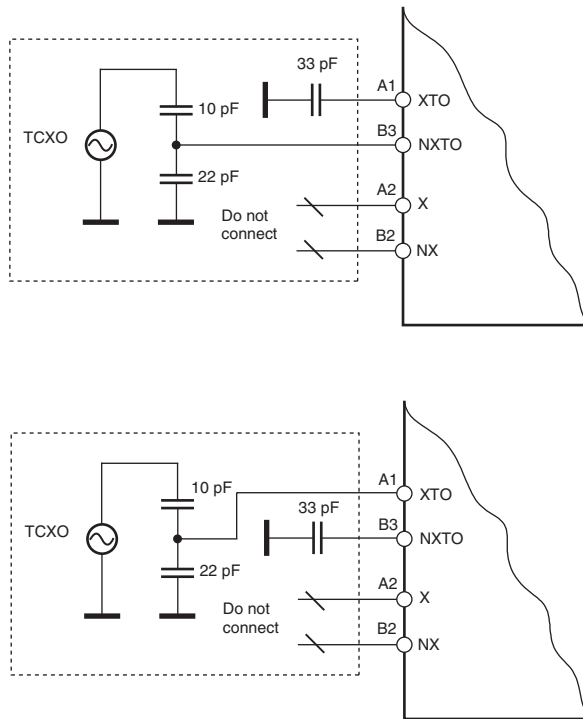 33 pF
A1
XTO
10 pF
TCXO
B3
NXTO
22 pF
A2
X
Do not
connect
B2
NX
A1
10 pF
XTO
33 pF
TCXO
B3
NXTO
22 pF
A2
X
Do not
connect
B2
NX